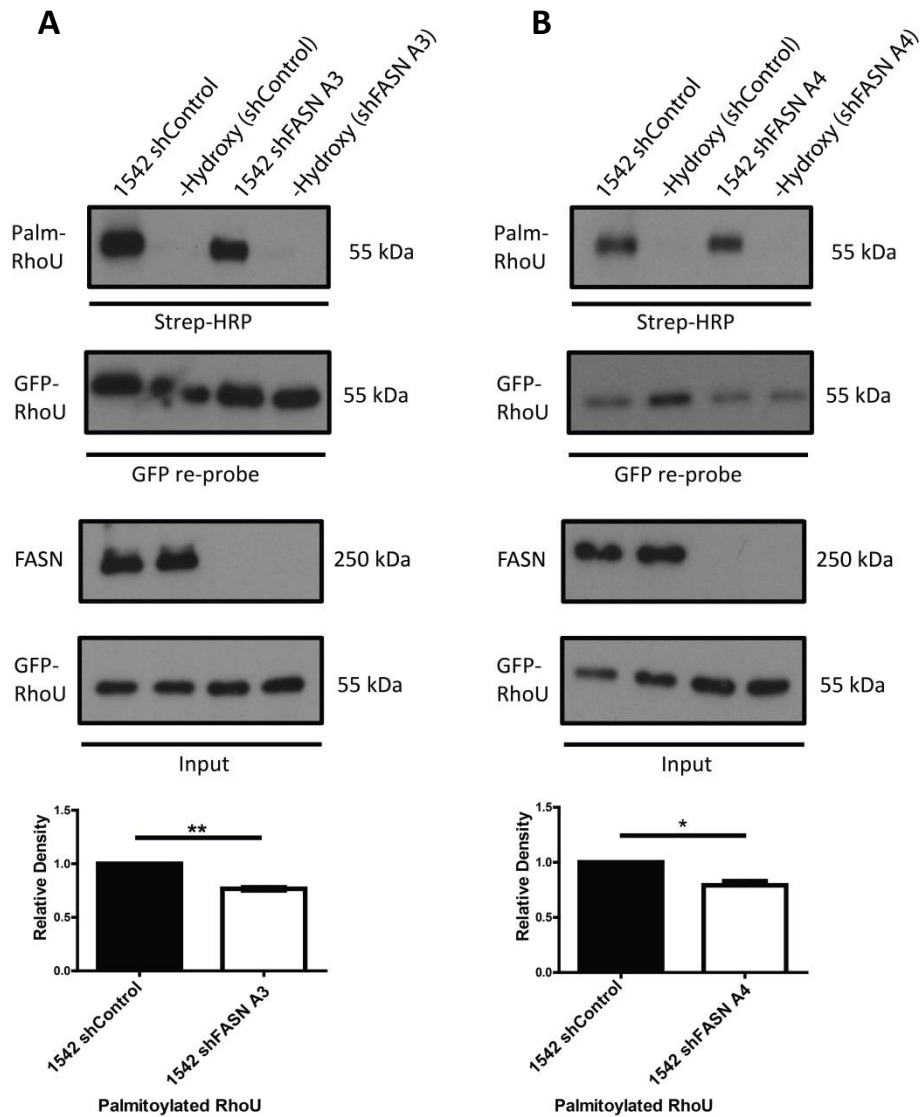 A
1542 shControl
-Hydroxy (shControl)
1542 shFASN A3
-Hydroxy (shFASN A3)
Palm-
RhoU
55 kDa
Strep-HRP
GFP-
RhoU
55 kDa
GFP re-probe
FASN
250 kDa
GFP-
RhoU
55 kDa
Input
1.5
1.0
0.5
0.0
Relative Density
**
1542 shControl
1542 shFASN A3
Palmitoylated RhoU
B
1542 shControl
-Hydroxy (shControl)
1542 shFASN A4
-Hydroxy (shFASN A4)
Palm-
RhoU
55 kDa
Strep-HRP
GFP-
RhoU
55 kDa
GFP re-probe
FASN
250 kDa
GFP-
RhoU
55 kDa
Input
1.5
1.0
0.5
0.0
Relative Density
*
1542 shControl
1542 shFASN A4
Palmitoylated RhoU